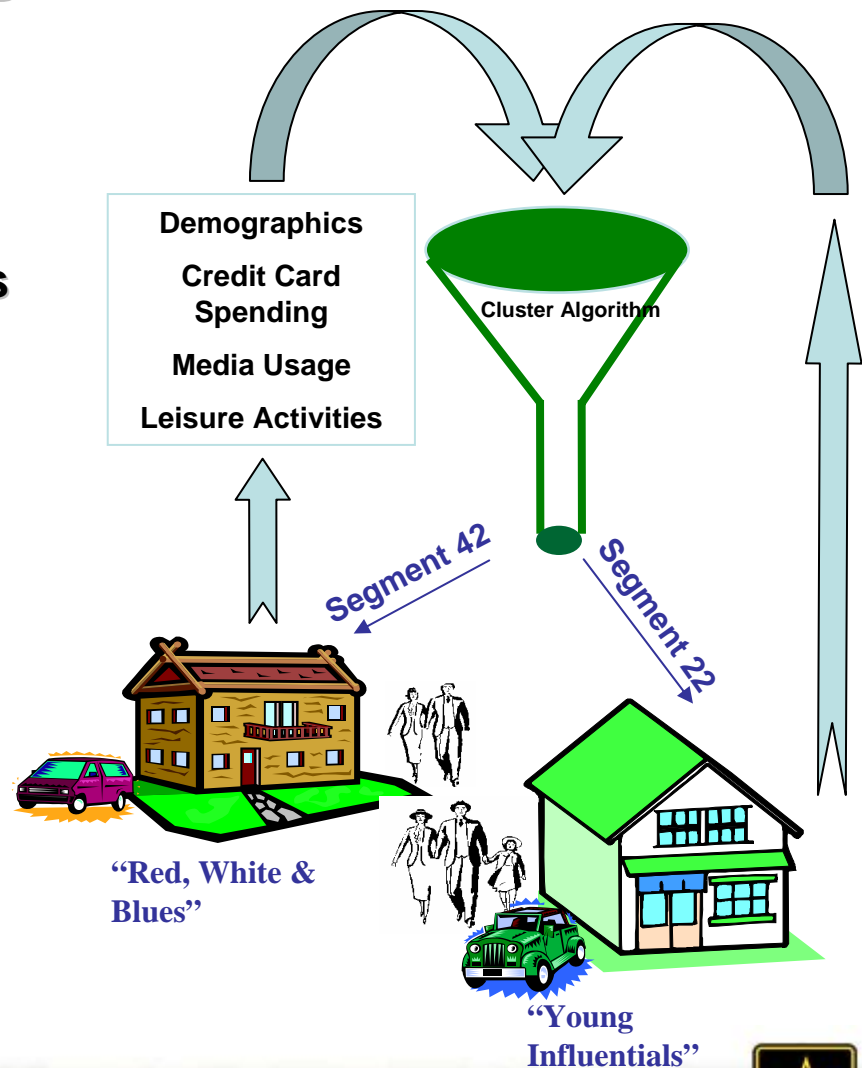 s
Demographics
Credit Card
Spending
Media Usage
Leisure Activities
Cluster Algorithm
Segment 42
Segment 22
“Red, White &
Blues”
“Young
Influentials”